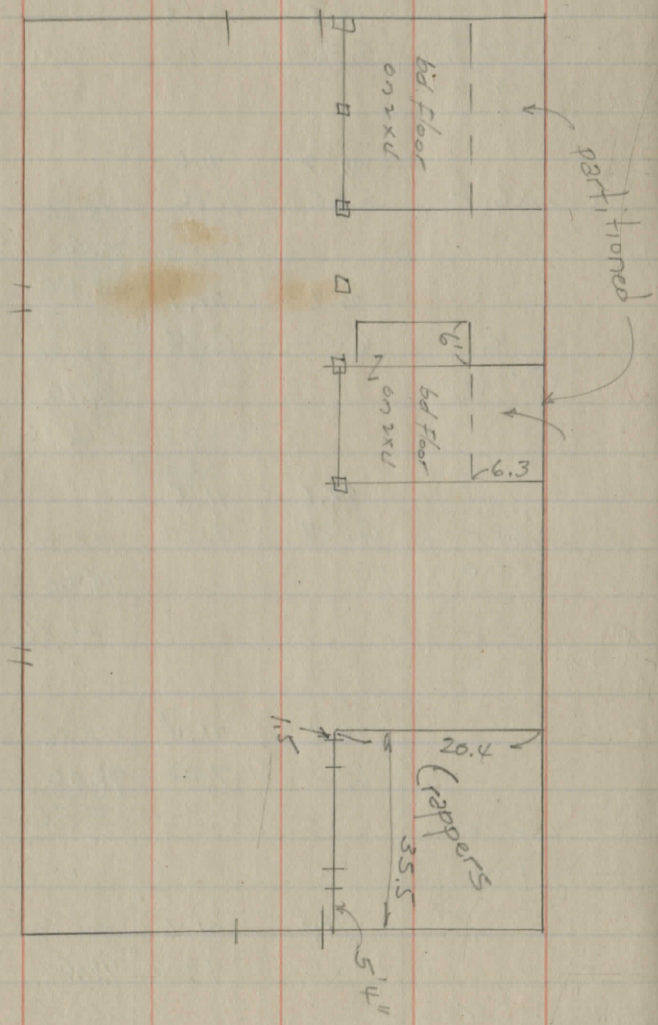 partitioned
bd floor
on 2x4
6"
bd floor
on 2x4
6.3
1.5
20.4
Crappers
35.5
5'4"